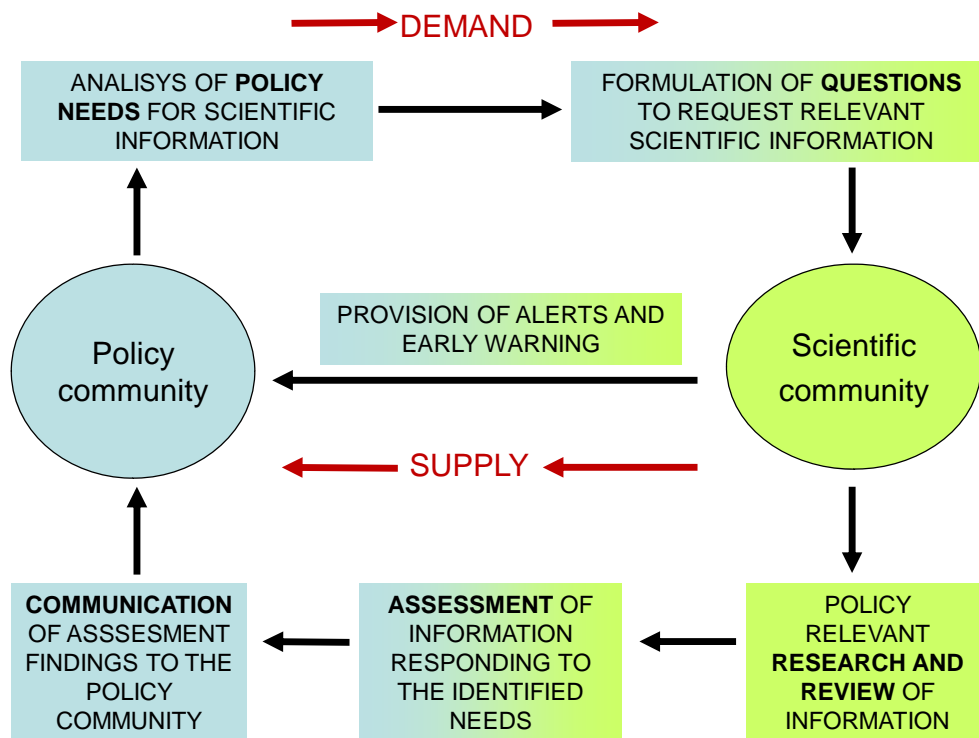 DEMAND
ANALISYS OF POLICY
NEEDS FOR SCIENTIFIC
INFORMATION
FORMULATION OF QUESTIONS
TO REQUEST RELEVANT
SCIENTIFIC INFORMATION
Policy
community
PROVISION OF ALERTS AND
EARLY WARNING
Scientific
community
SUPPLY
COMMUNICATION
OF ASSSESMENT
FINDINGS TO THE
POLICY
COMMUNITY
ASSESSMENT OF
INFORMATION
RESPONDING TO
THE IDENTIFIED
NEEDS
POLICY
RELEVANT
RESEARCH AND
REVIEW OF
INFORMATION